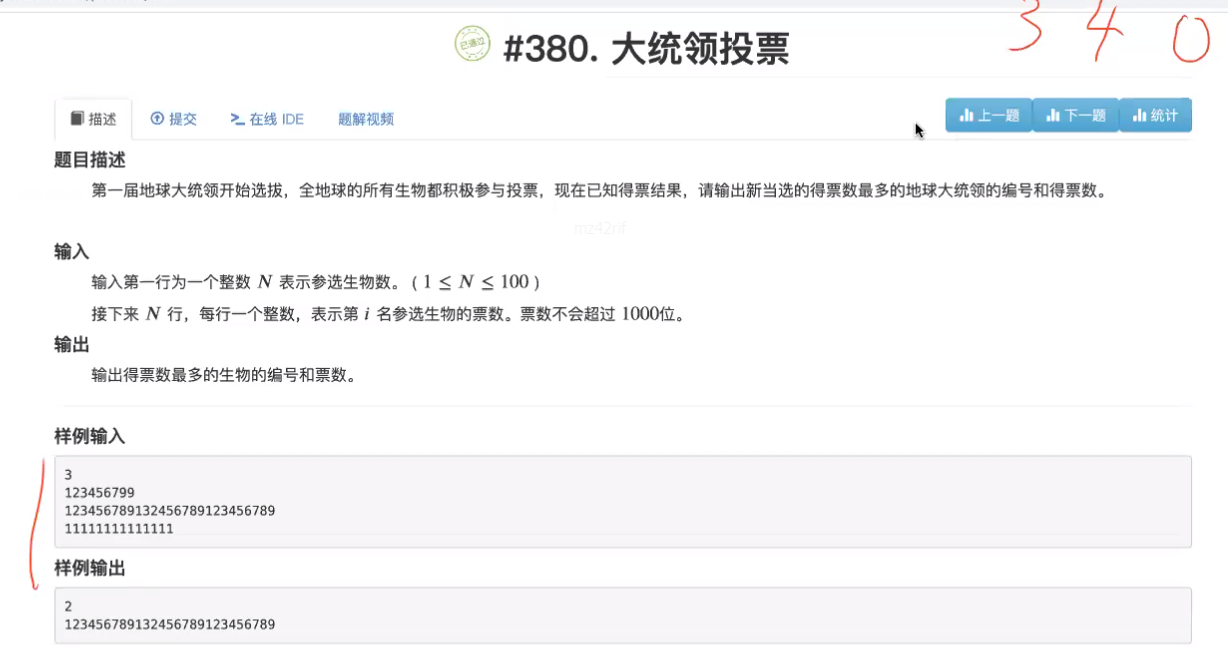 3 4 0
已通过 #380. 大统领投票
描述 提交 在线 IDE 题解视频 上一题 下一题 统计
题目描述
第一届地球大统领开始选拔，全地球的所有生物都积极参与投票，现在已知得票结果，请输出新当选的得票数最多的地球大统领的编号和得票数。
mz42rif
输入
输入第一行为一个整数 N 表示参选生物数。( 1 ≤ N ≤ 100 )
接下来 N 行，每行一个整数，表示第 i 名参选生物的票数。票数不会超过 1000位。
输出
输出得票数最多的生物的编号和票数。
样例输入
3
123456799
123456789132456789123456789
11111111111111
样例输出
2
123456789132456789123456789